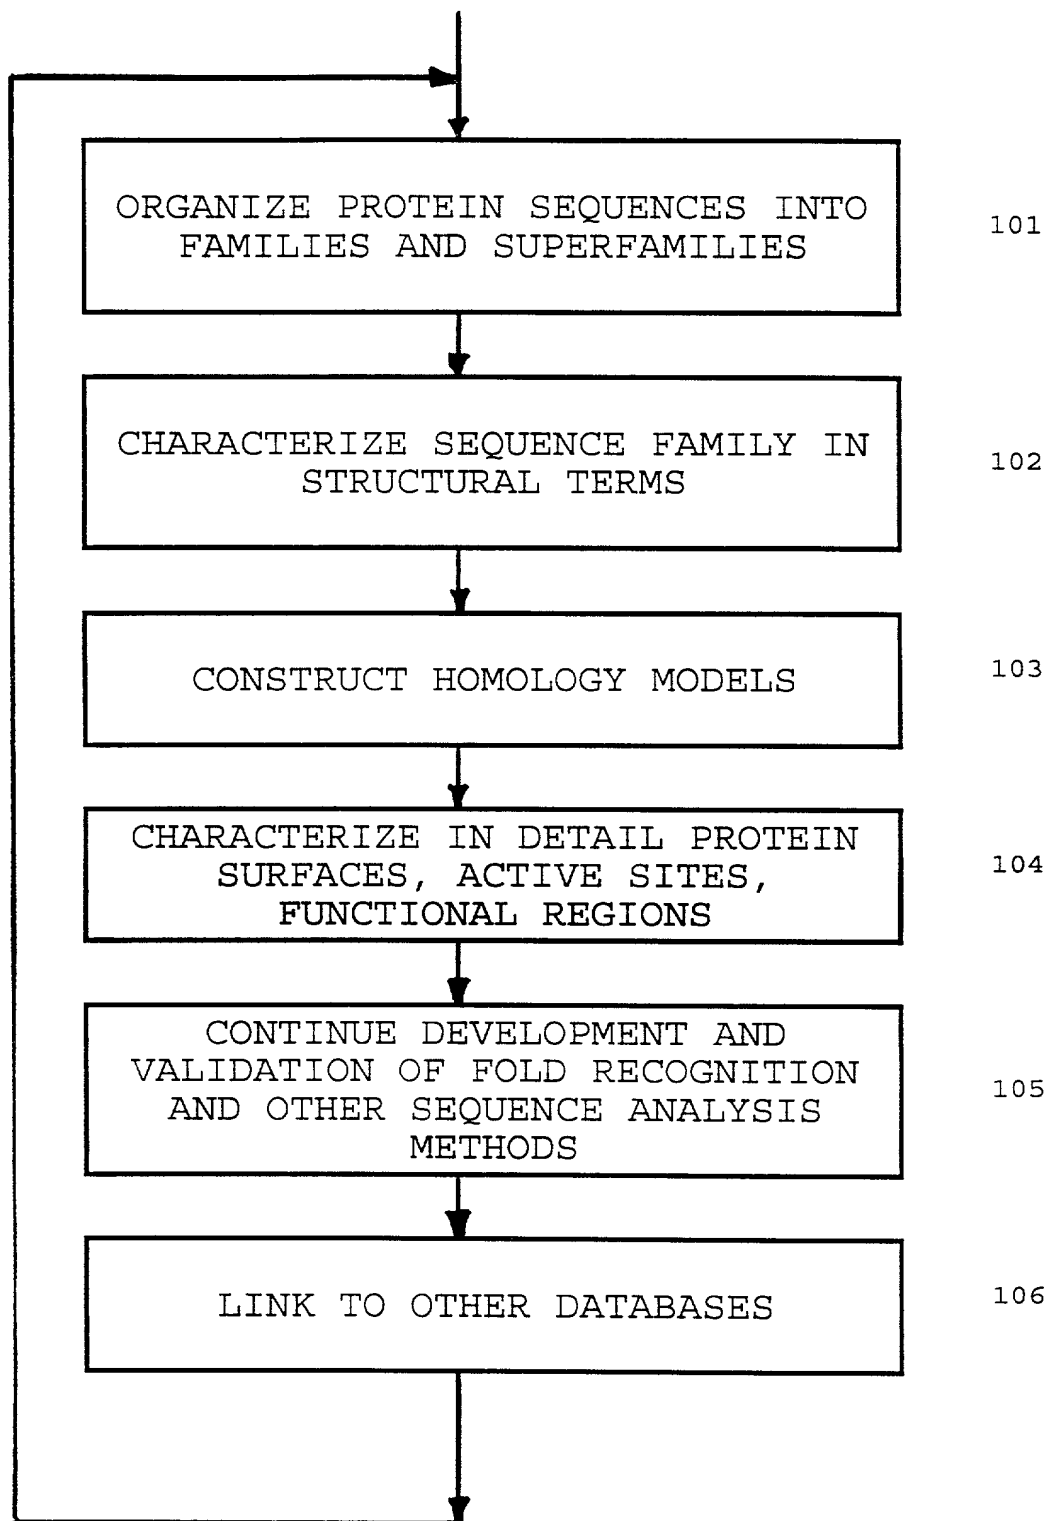 ORGANIZE PROTEIN SEQUENCES INTO
FAMILIES AND SUPERFAMILIES
101
CHARACTERIZE SEQUENCE FAMILY IN
STRUCTURAL TERMS
102
CONSTRUCT HOMOLOGY MODELS
103
CHARACTERIZE IN DETAIL PROTEIN
SURFACES, ACTIVE SITES,
FUNCTIONAL REGIONS
104
CONTINUE DEVELOPMENT AND
VALIDATION OF FOLD RECOGNITION
AND OTHER SEQUENCE ANALYSIS
METHODS
105
LINK TO OTHER DATABASES
106